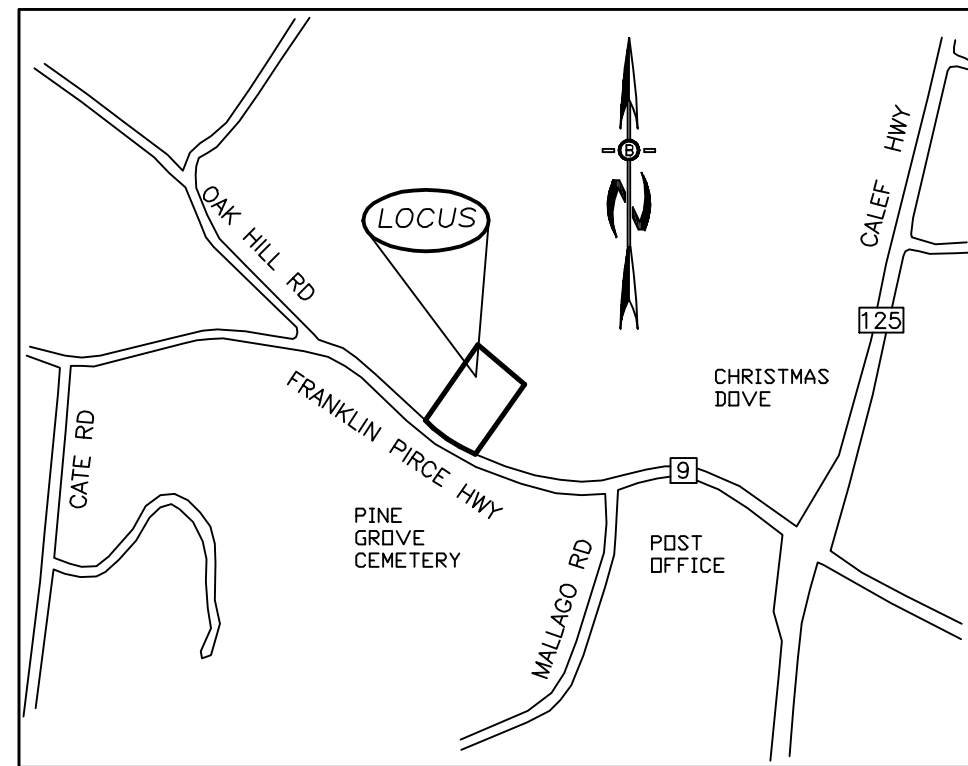 OAK HILL RD
LOCUS
B
N
CALEF HWY
125
CHRISTMAS
DOVE
FRANKLIN PIRCE HWY
CATE RD
9
PINE
GROVE
CEMETERY
POST
OFFICE
MALLAGO RD